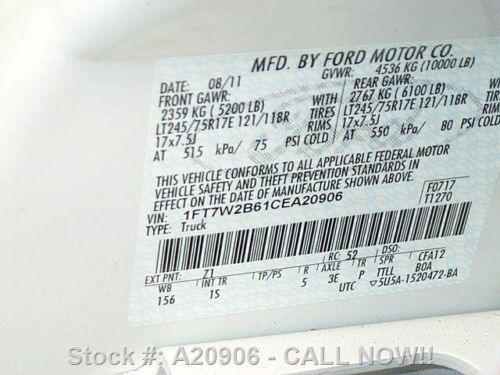 MFD. BY FORD MOTOR CO.
DATE: 08/11 GVWR: 4536 KG (10000 LB)
FRONT GAWR: REAR GAWR:
2359 KG (5200 LB) WITH 2767 KG (6100 LB) WITH
LT245/75R17E 121/118R TIRES LT245/75R17E 121/118R TIRES
17x7.5J RIMS 17x7.5J RIMS
AT 515 kPa/ 75 PSI COLD AT 550 kPa/ 80 PSI COLD
THIS VEHICLE CONFORMS TO ALL APPLICABLE FEDERAL MOTOR
VEHICLE SAFETY AND THEFT PREVENTION STANDARDS IN EFFECT
ON THE DATE OF MANUFACTURE SHOWN ABOVE.
VIN: 1FT7W2B61CEA20906 F0717
TYPE: Truck T1270
EXT PNT: Z1 RC: 52 DSO:
WB INT TR TP/PS R AXLE TR SPR CFA12
156 1S 5 3E P TTLL BOA
UTC ▽5U5A-1520472-BA
Stock #: A20906 - CALL NOW!!